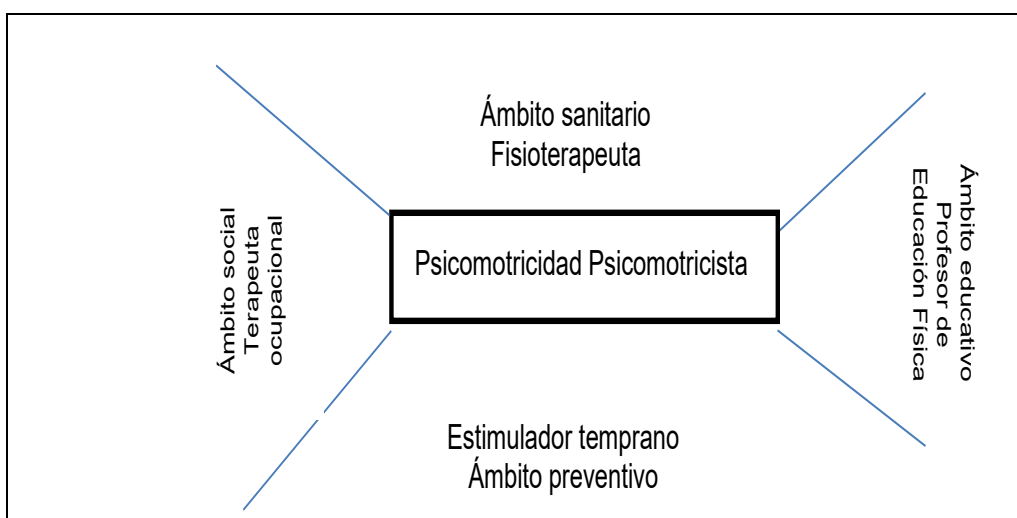 Ámbito sanitario
Fisioterapeuta
Ámbito social
Terapeuta
ocupacional
Psicomotricidad Psicomotricista
Ámbito educativo
Profesor de
Educación Física
Estimulador temprano
Ámbito preventivo